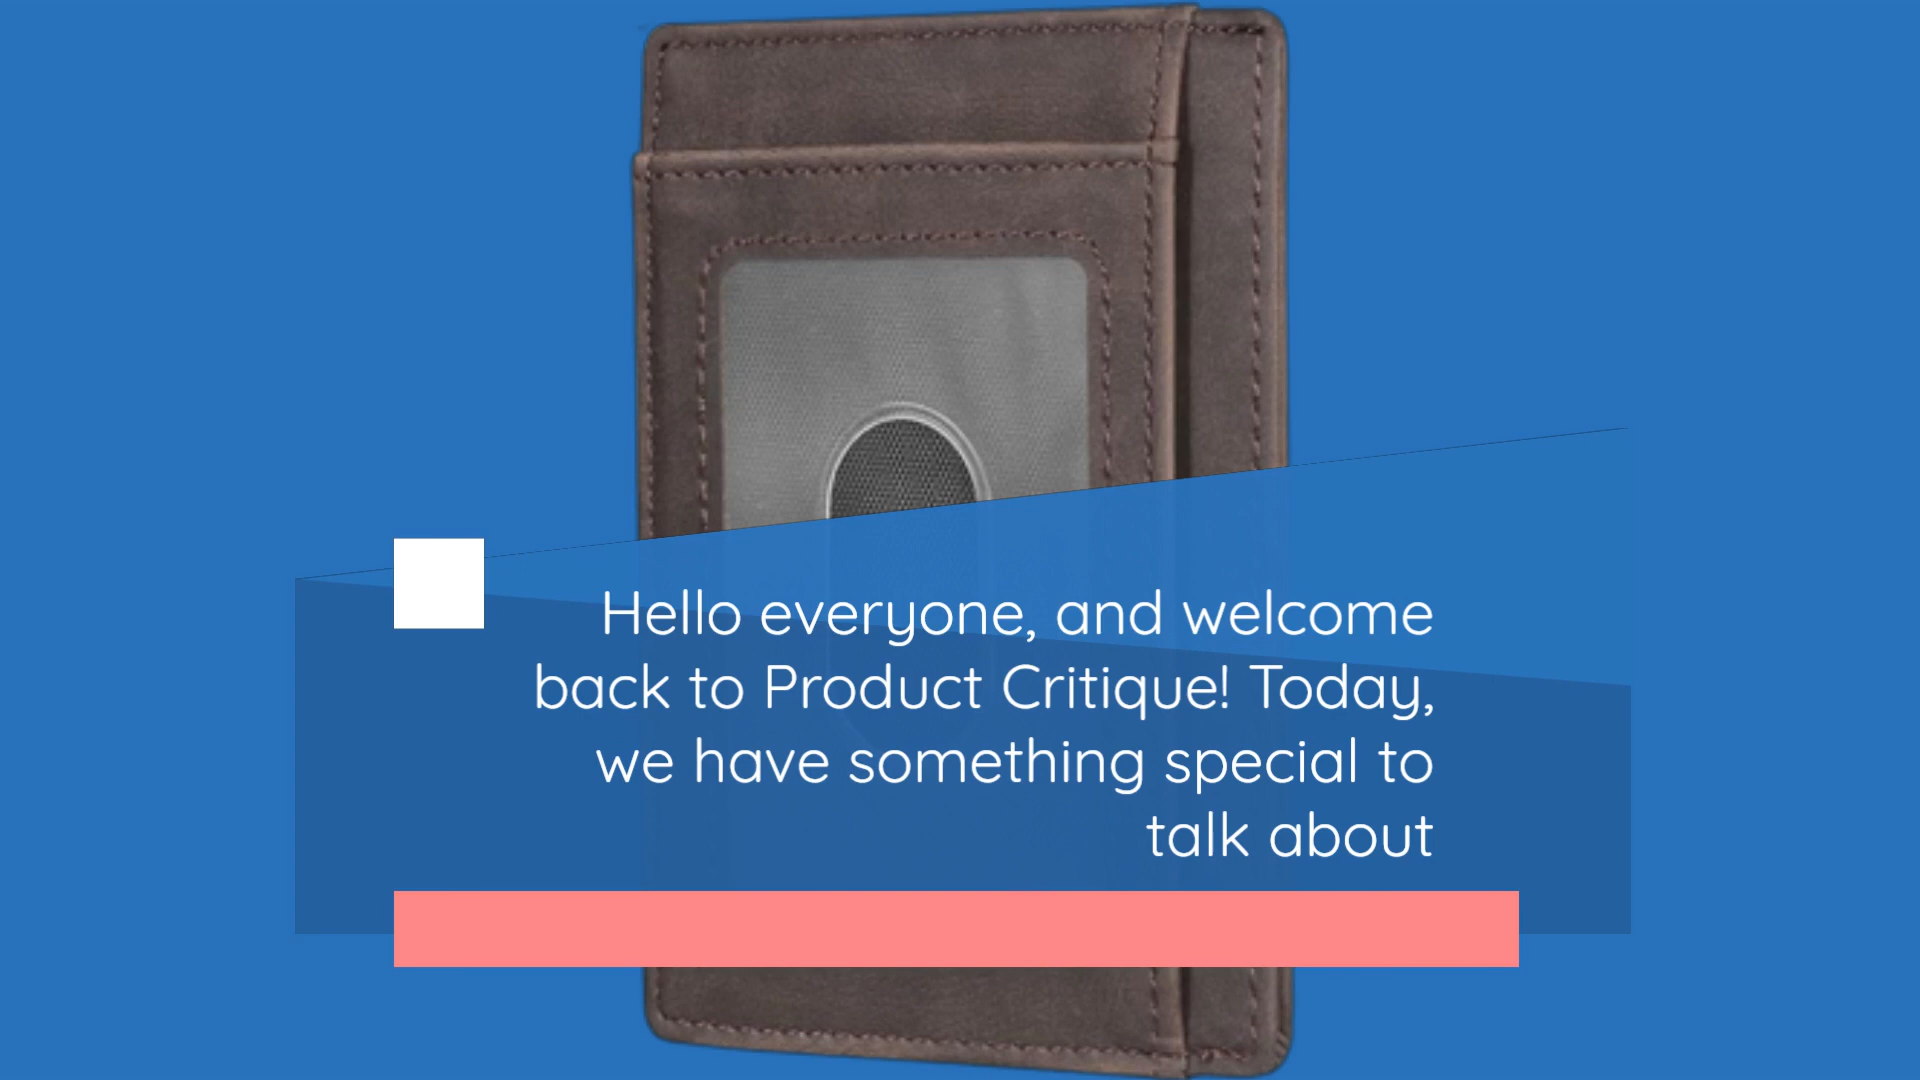 Hello everyone, and welcome
back to Product Critique! Today,
we have something special to
talk about